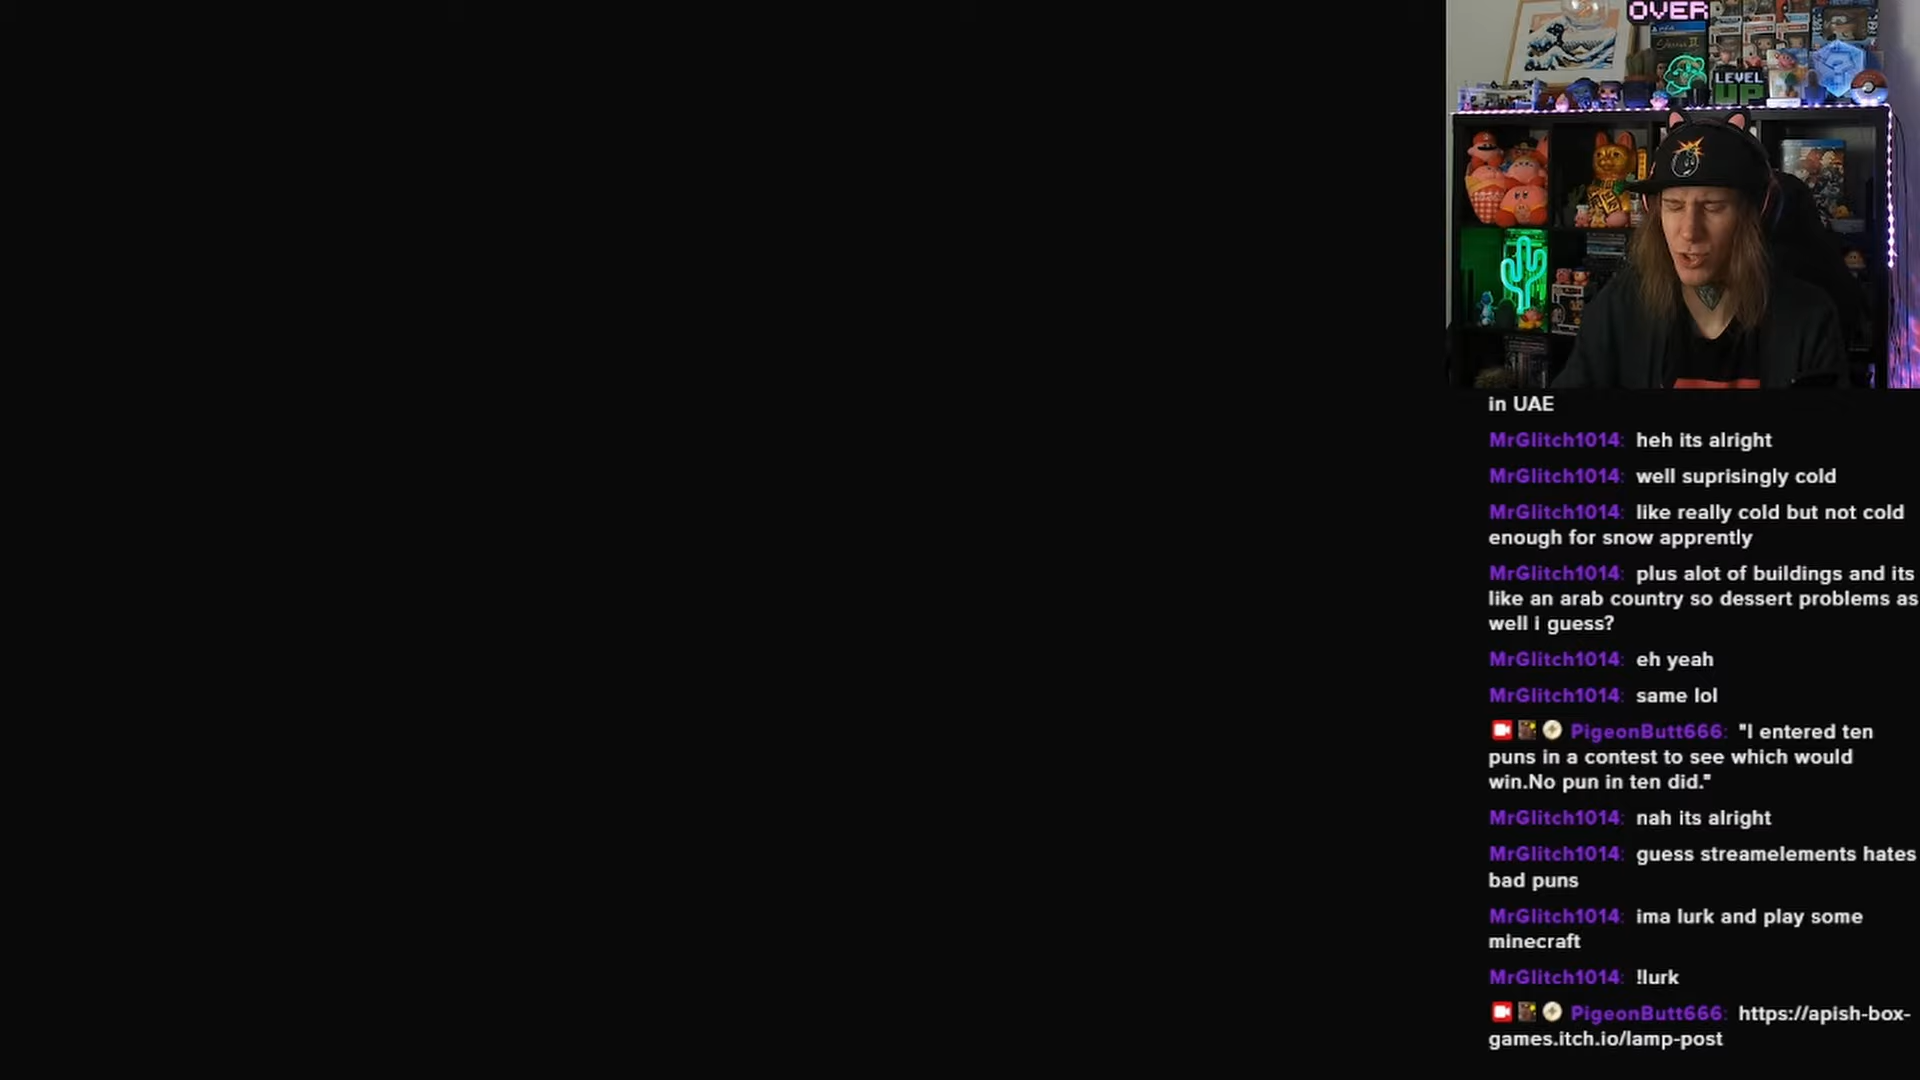 OVER
LEVEL
UP
in UAE
MrGlitch1014: heh its alright
MrGlitch1014: well suprisingly cold
MrGlitch1014: like really cold but not cold
enough for snow apprently
MrGlitch1014: plus alot of buildings and its
like an arab country so dessert problems as
well i guess?
MrGlitch1014: eh yeah
MrGlitch1014: same lol
PigeonButt666: "I entered ten
puns in a contest to see which would
win.No pun in ten did."
MrGlitch1014: nah its alright
MrGlitch1014: guess streamelements hates
bad puns
MrGlitch1014: ima lurk and play some
minecraft
MrGlitch1014: !lurk
PigeonButt666: https://apish-box-
games.itch.io/lamp-post